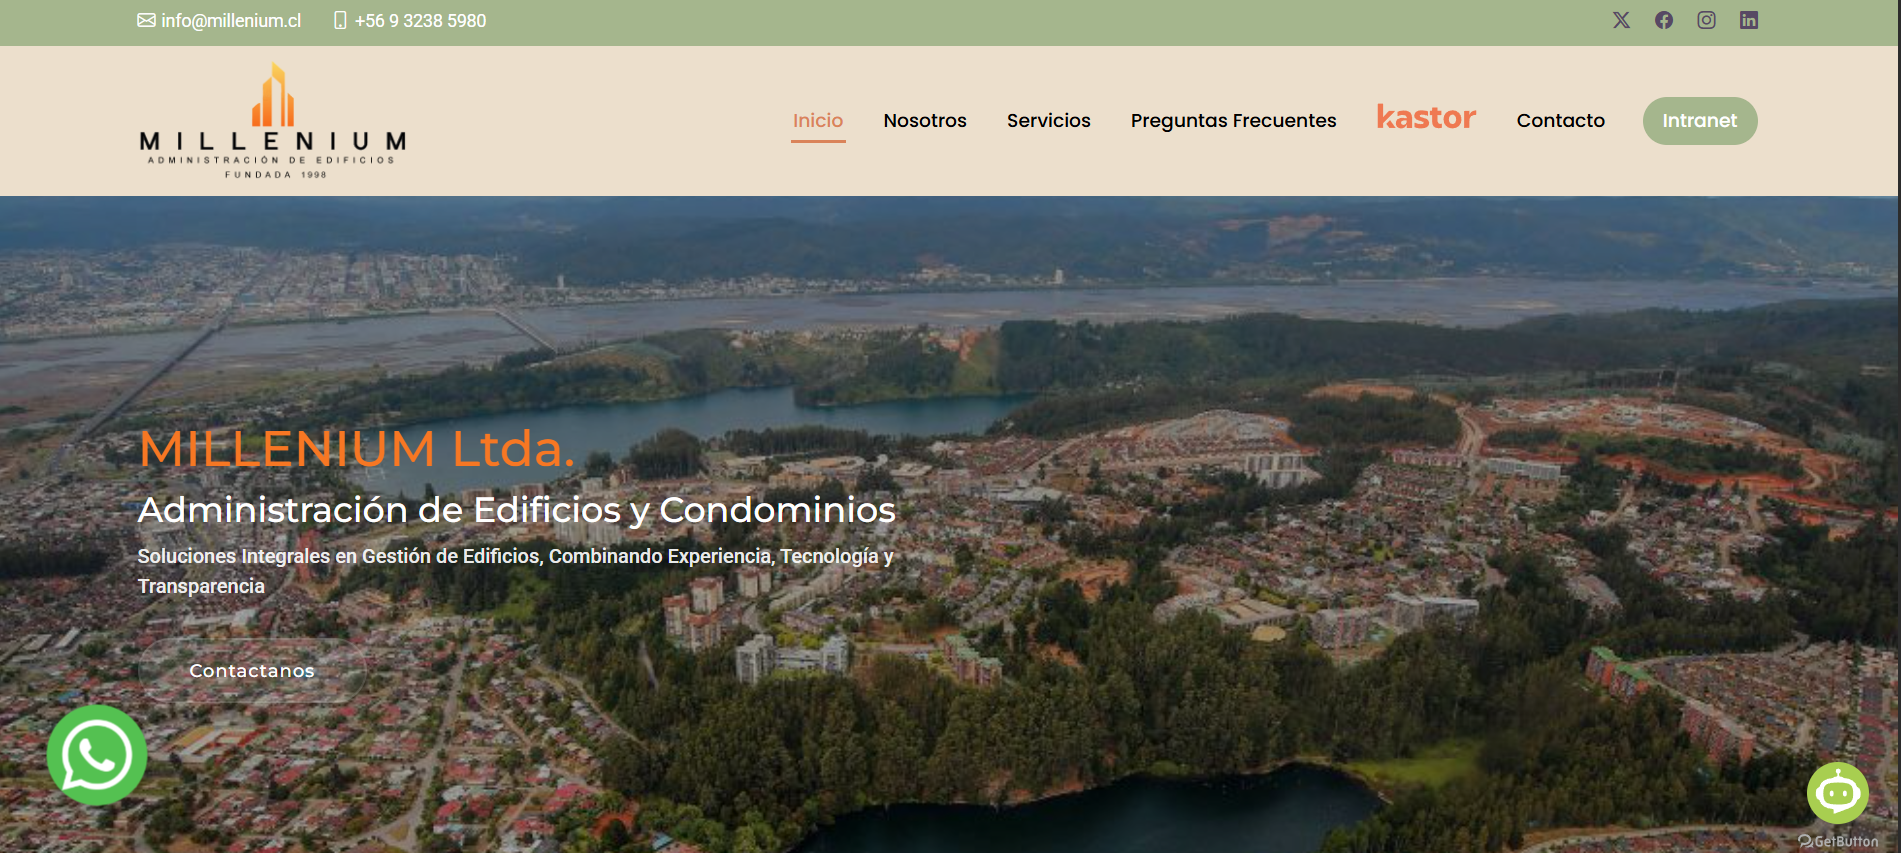 info@millenium.cl
+56 9 3238 5980
MILLENIUM
ADMINISTRACIÓN DE EDIFICIOS
FUNDADA 1998
Inicio
Nosotros
Servicios
Preguntas Frecuentes
kastor
Contacto
Intranet
MILLENIUM Ltda.
Administración de Edificios y Condominios
Soluciones Integrales en Gestión de Edificios, Combinando Experiencia, Tecnología y
Transparencia
Contactanos
GetButton